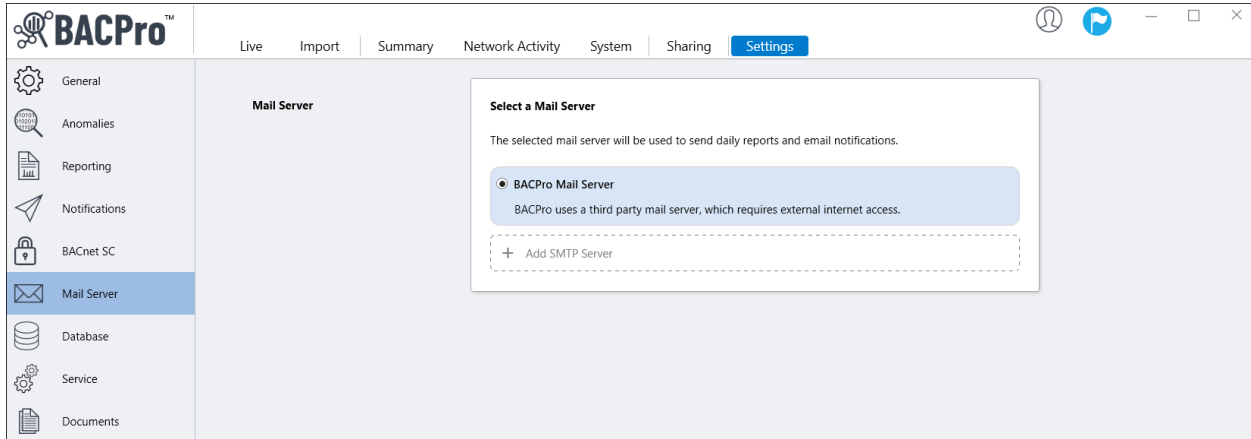 BACPro™
Live Import Summary Network Activity System Sharing Settings
General
Anomalies
Reporting
Notifications
BACnet SC
Mail Server
Database
Service
Documents
Mail Server
Select a Mail Server
The selected mail server will be used to send daily reports and email notifications.
BACPro Mail Server
BACPro uses a third party mail server, which requires external internet access.
+ Add SMTP Server